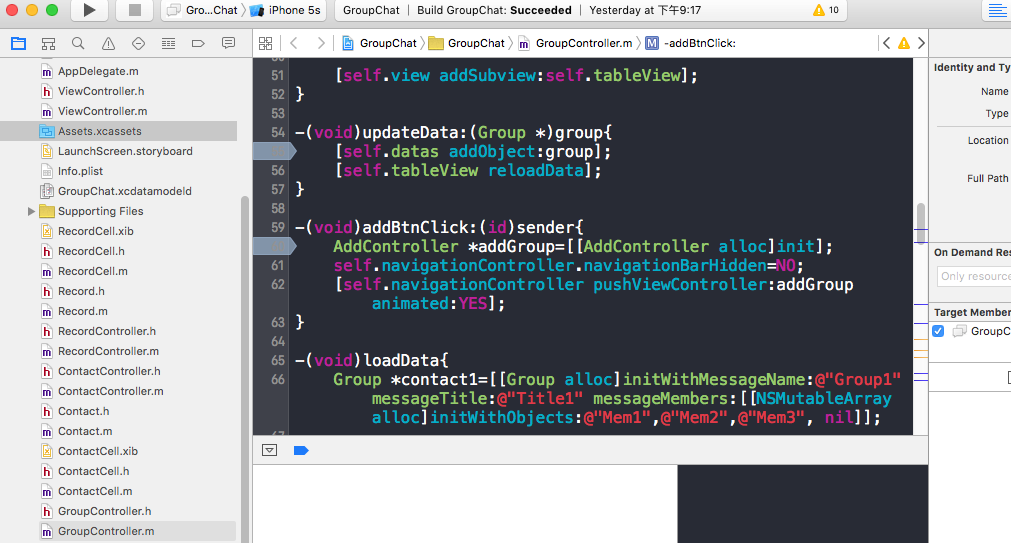 Gro...Chat iPhone 5s GroupChat | Build GroupChat: Succeeded | Yesterday at 下午9:17 10
GroupChat GroupChat GroupController.m M -addBtnClick:
AppDelegate.m
ViewController.h
ViewController.m
Assets.xcassets
LaunchScreen.storyboard
Info.plist
GroupChat.xcdatamodeld
Supporting Files
RecordCell.xib
RecordCell.h
RecordCell.m
Record.h
Record.m
RecordController.h
RecordController.m
ContactController.h
ContactController.m
Contact.h
Contact.m
ContactCell.xib
ContactCell.h
ContactCell.m
GroupController.h
GroupController.m
51 [self.view addSubview:self.tableView];
52 }
53
54 -(void)updateData:(Group *)group{
[self.datas addObject:group];
56 [self.tableView reloadData];
57 }
58
59 -(void)addBtnClick:(id)sender{
AddController *addGroup=[[AddController alloc]init];
61 self.navigationController.navigationBarHidden=NO;
62 [self.navigationController pushViewController:addGroup
animated:YES];
63 }
64
65 -(void)loadData{
66 Group *contact1=[[Group alloc]initWithMessageName:@"Group1"
messageTitle:@"Title1" messageMembers:[[NSMutableArray
alloc]initWithObjects:@"Mem1",@"Mem2",@"Mem3", nil]];
Identity and Ty
Name
Type
Location
Full Path
On Demand Res
Only resource
Target Member
GroupC